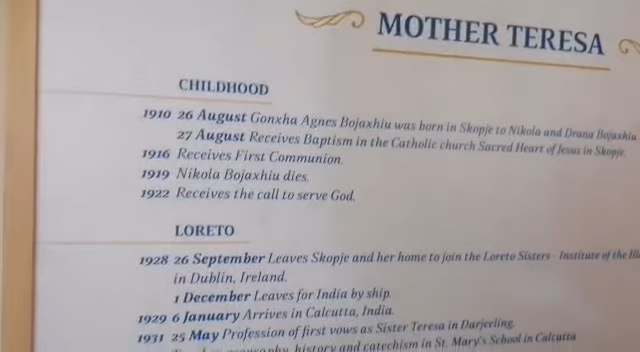 MOTHER TERESA
CHILDHOOD
1910 26 August Gonxha Agnes Bojaxhiu was born in Skopje to Nikola and Drana Bojaxhiu
27 August Receives Baptism in the Catholic church Sacred Heart of Jesus in Skopje.
1916 Receives First Communion.
1919 Nikola Bojaxhiu dies.
1922 Receives the call to serve God.
LORETO
1928 26 September Leaves Skopje and her home to join the Loreto Sisters - Institute of the
in Dublin, Ireland.
1 December Leaves for India by ship.
1929 6 January Arrives in Calcutta, India.
1931 25 May Profession of first vows as Sister Teresa in Darjeeling.
history and catechism in St. Mary's School in Calcutta